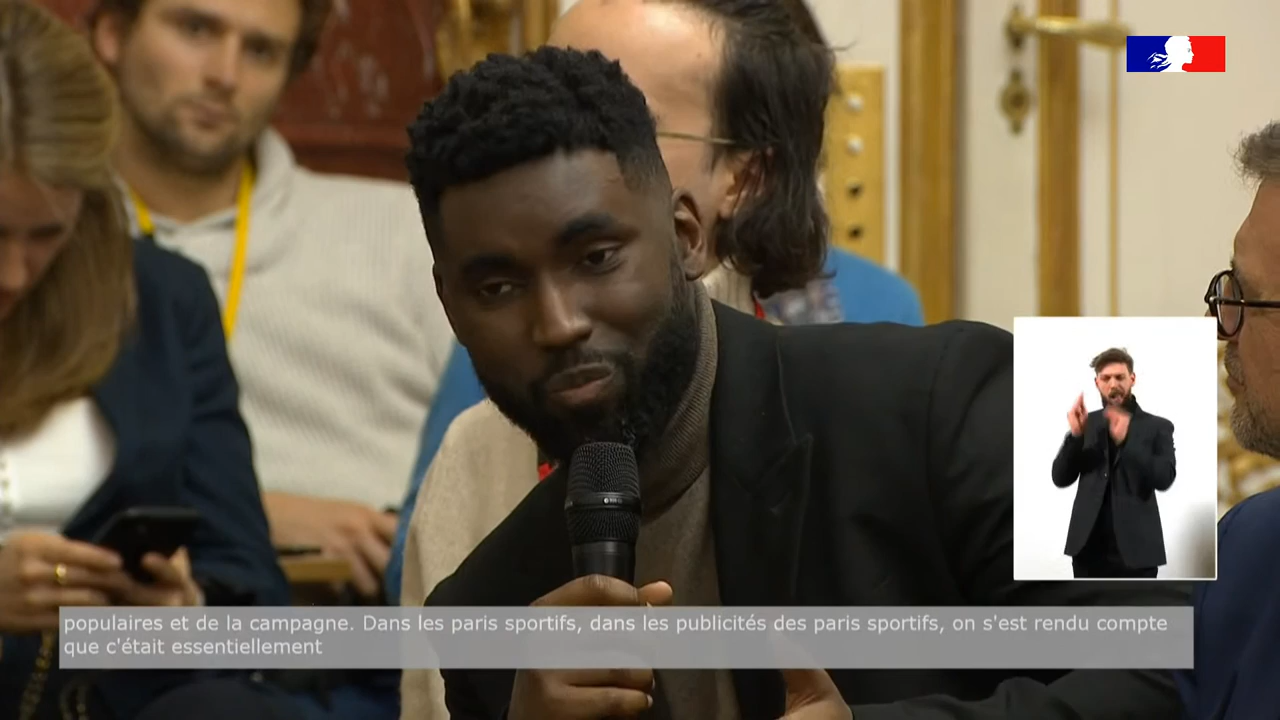 populaires et de la campagne. Dans les paris sportifs, dans les publicités des paris sportifs, on s'est rendu compte
que c'était essentiellement